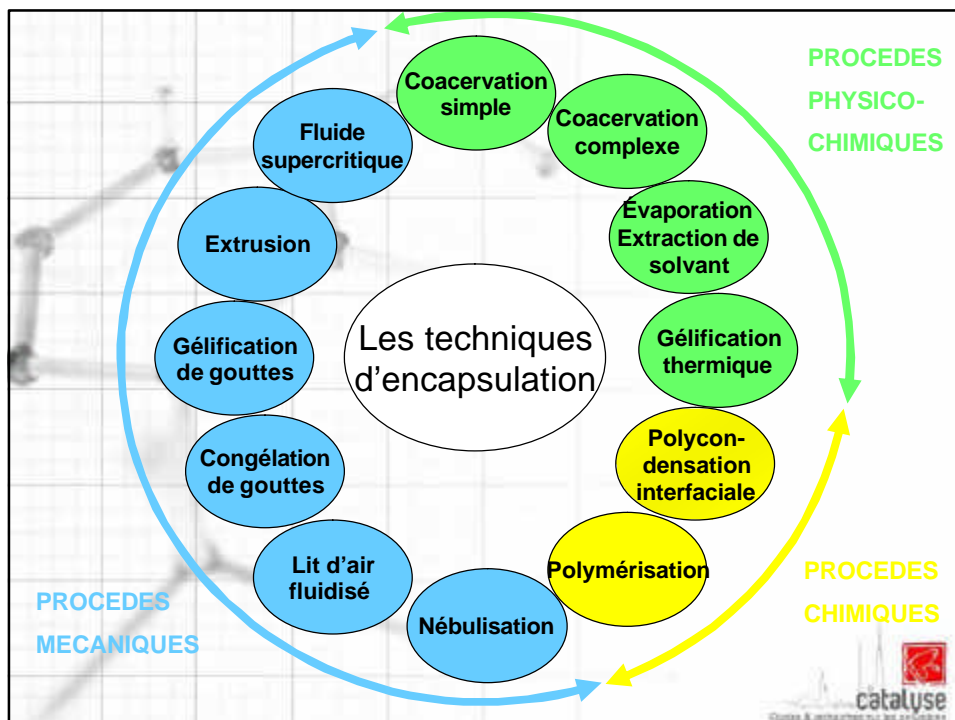 PROCEDES
PHYSICO-
CHIMIQUES
Coacervation
simple
Coacervation
complexe
Évaporation
Extraction de
solvant
Gélification
thermique
Polycon-
densation
interfaciale
Polymérisation
Nébulisation
Lit d’air
fluidisé
Congélation
de gouttes
Gélification
de gouttes
Extrusion
Fluide
supercritique
Les techniques
d’encapsulation
PROCEDES
MECANIQUES
PROCEDES
CHIMIQUES
catalyse